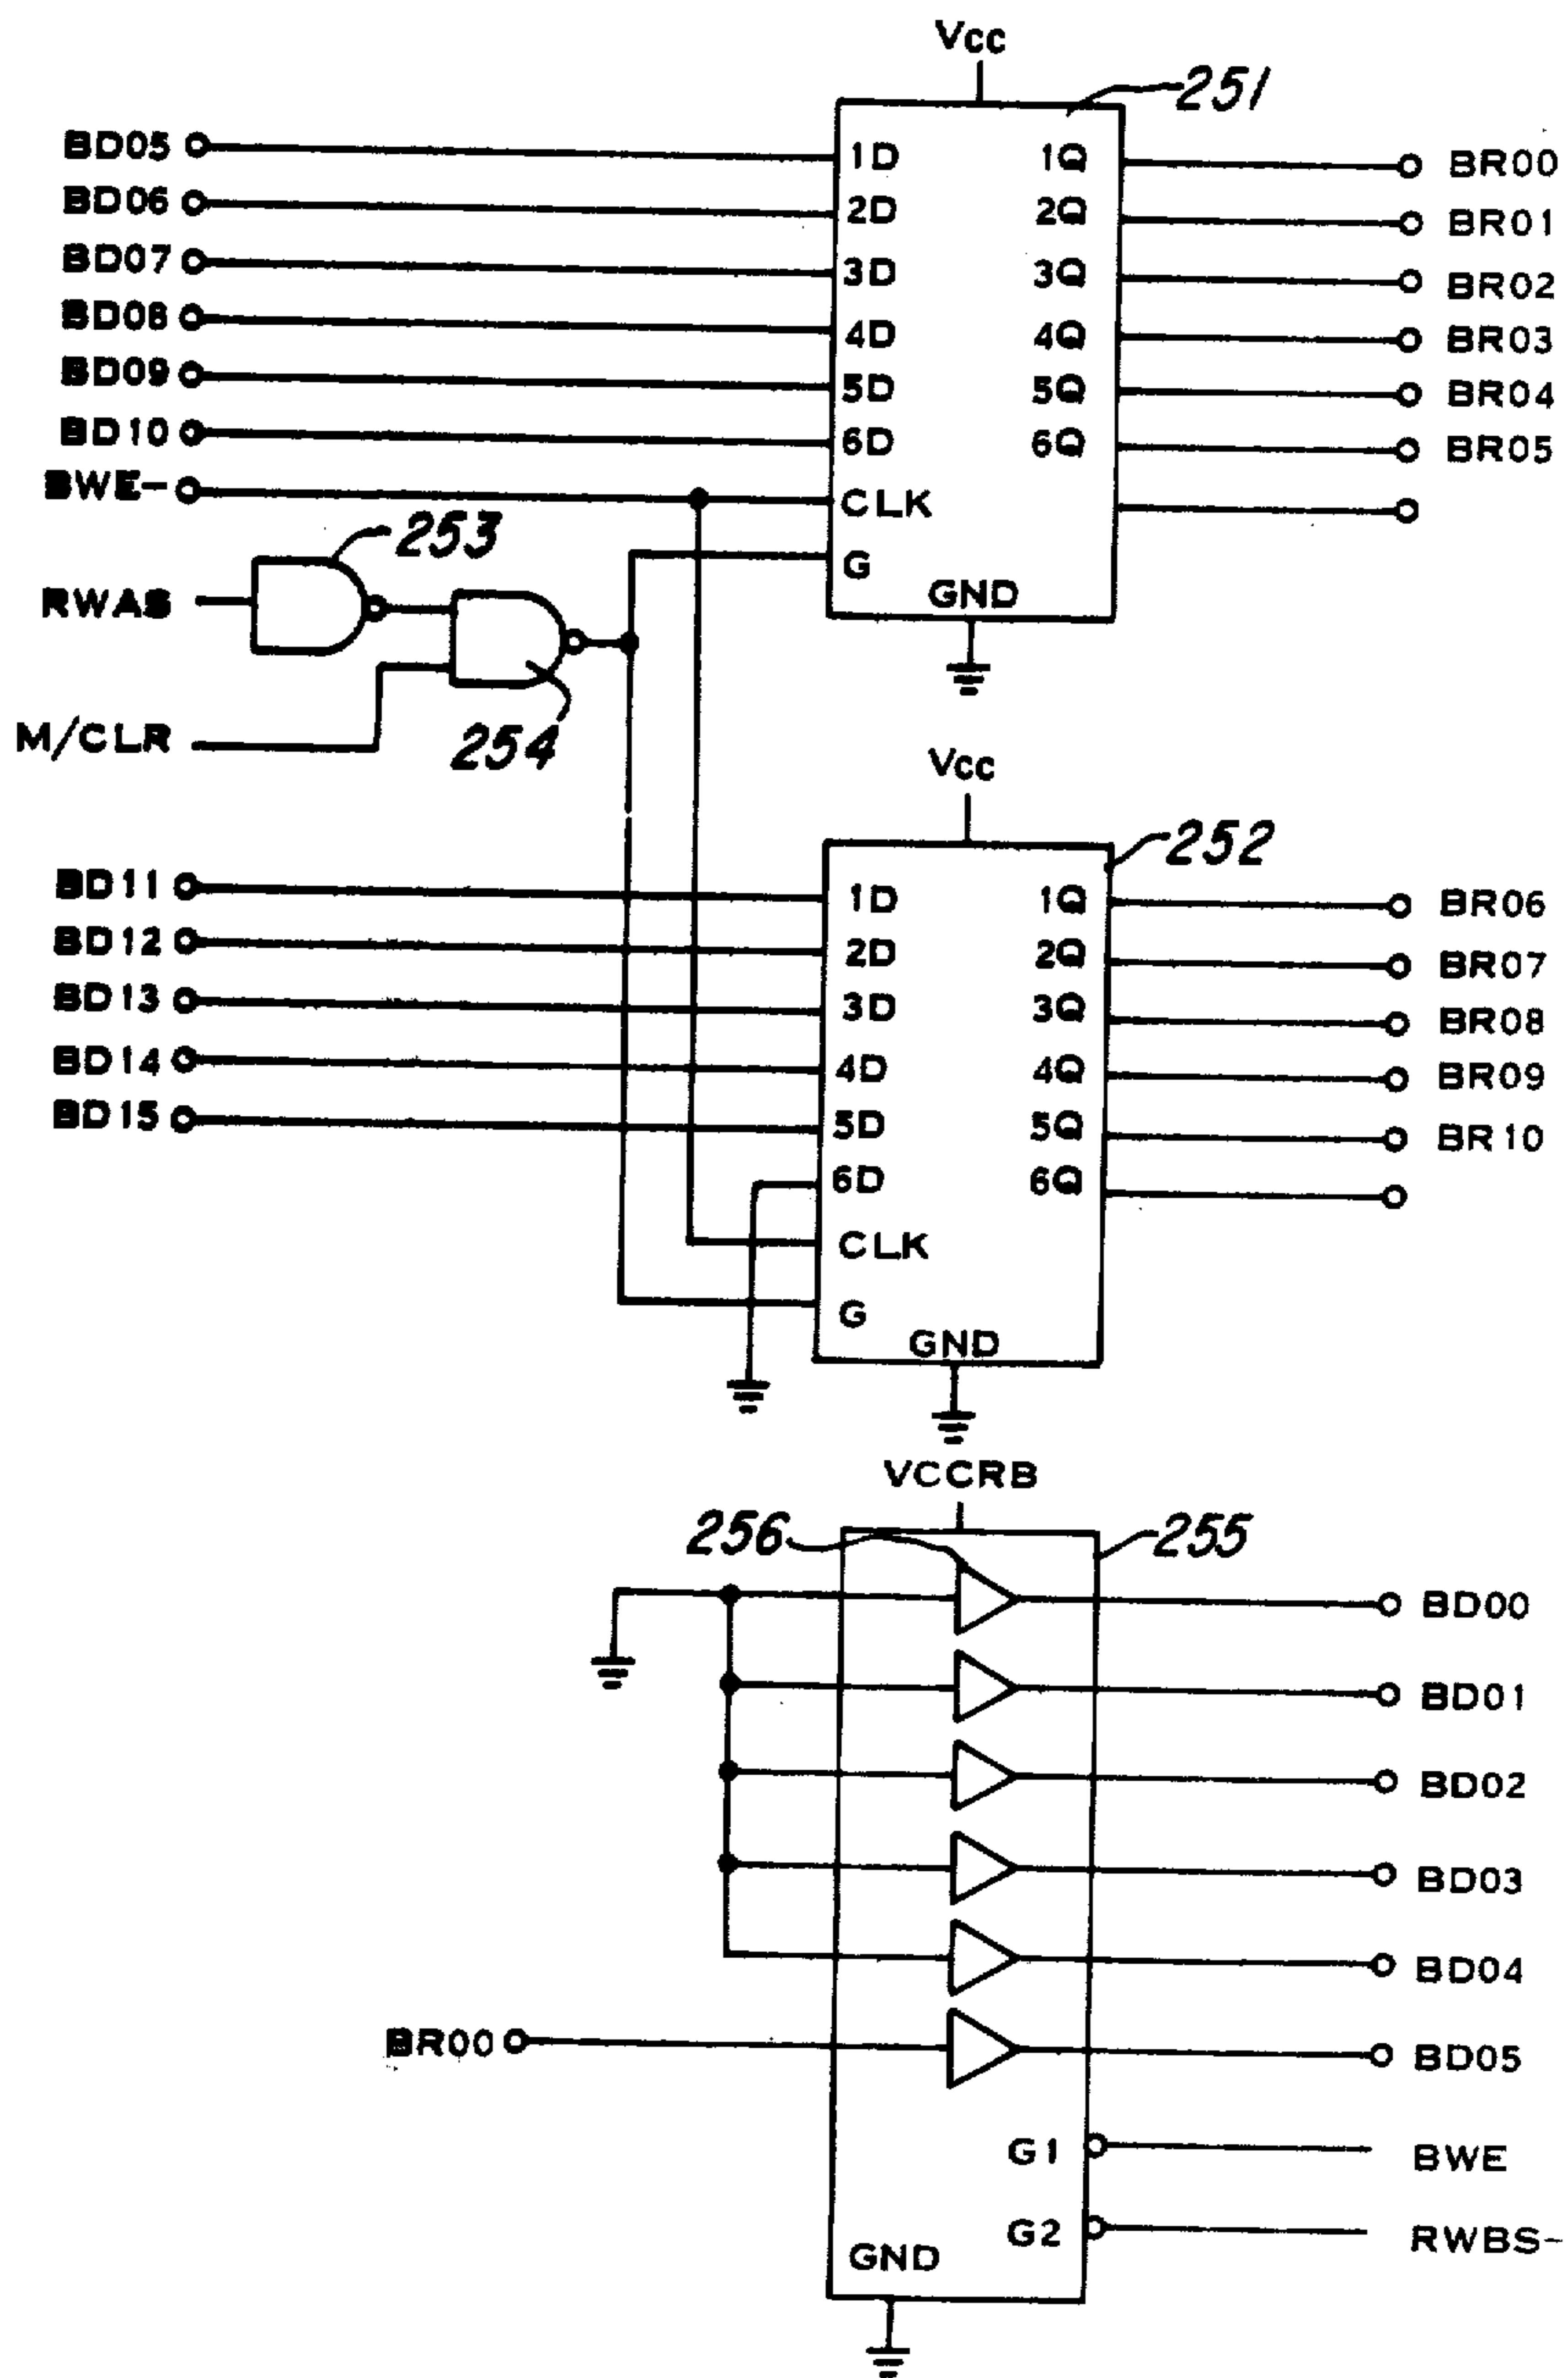 Vcc
251
BD05 1D 1Q BR00
BD06 2D 2Q BR01
BD07 3D 3Q BR02
BD08 4D 4Q BR03
BD09 5D 5Q BR04
BD10 6D 6Q BR05
BWE- CLK
253
G
RWAS
GND
M/CLR
254
Vcc
252
BD11 1D 1Q BR06
BD12 2D 2Q BR07
BD13 3D 3Q BR08
BD14 4D 4Q BR09
BD15 5D 5Q BR10
6D 6Q
CLK
G
GND
VCCRB
256 255
BD00
BD01
BD02
BD03
BD04
BR00 BD05
G1 BWE
G2 RWBS-
GND